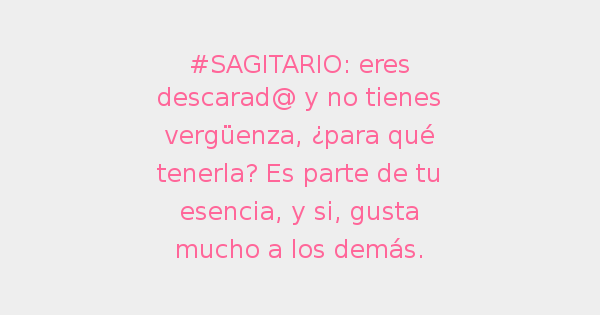 #SAGITARIO: eres
descarad@ y no tienes
vergüenza, ¿para qué
tenerla? Es parte de tu
esencia, y si, gusta
mucho a los demás.